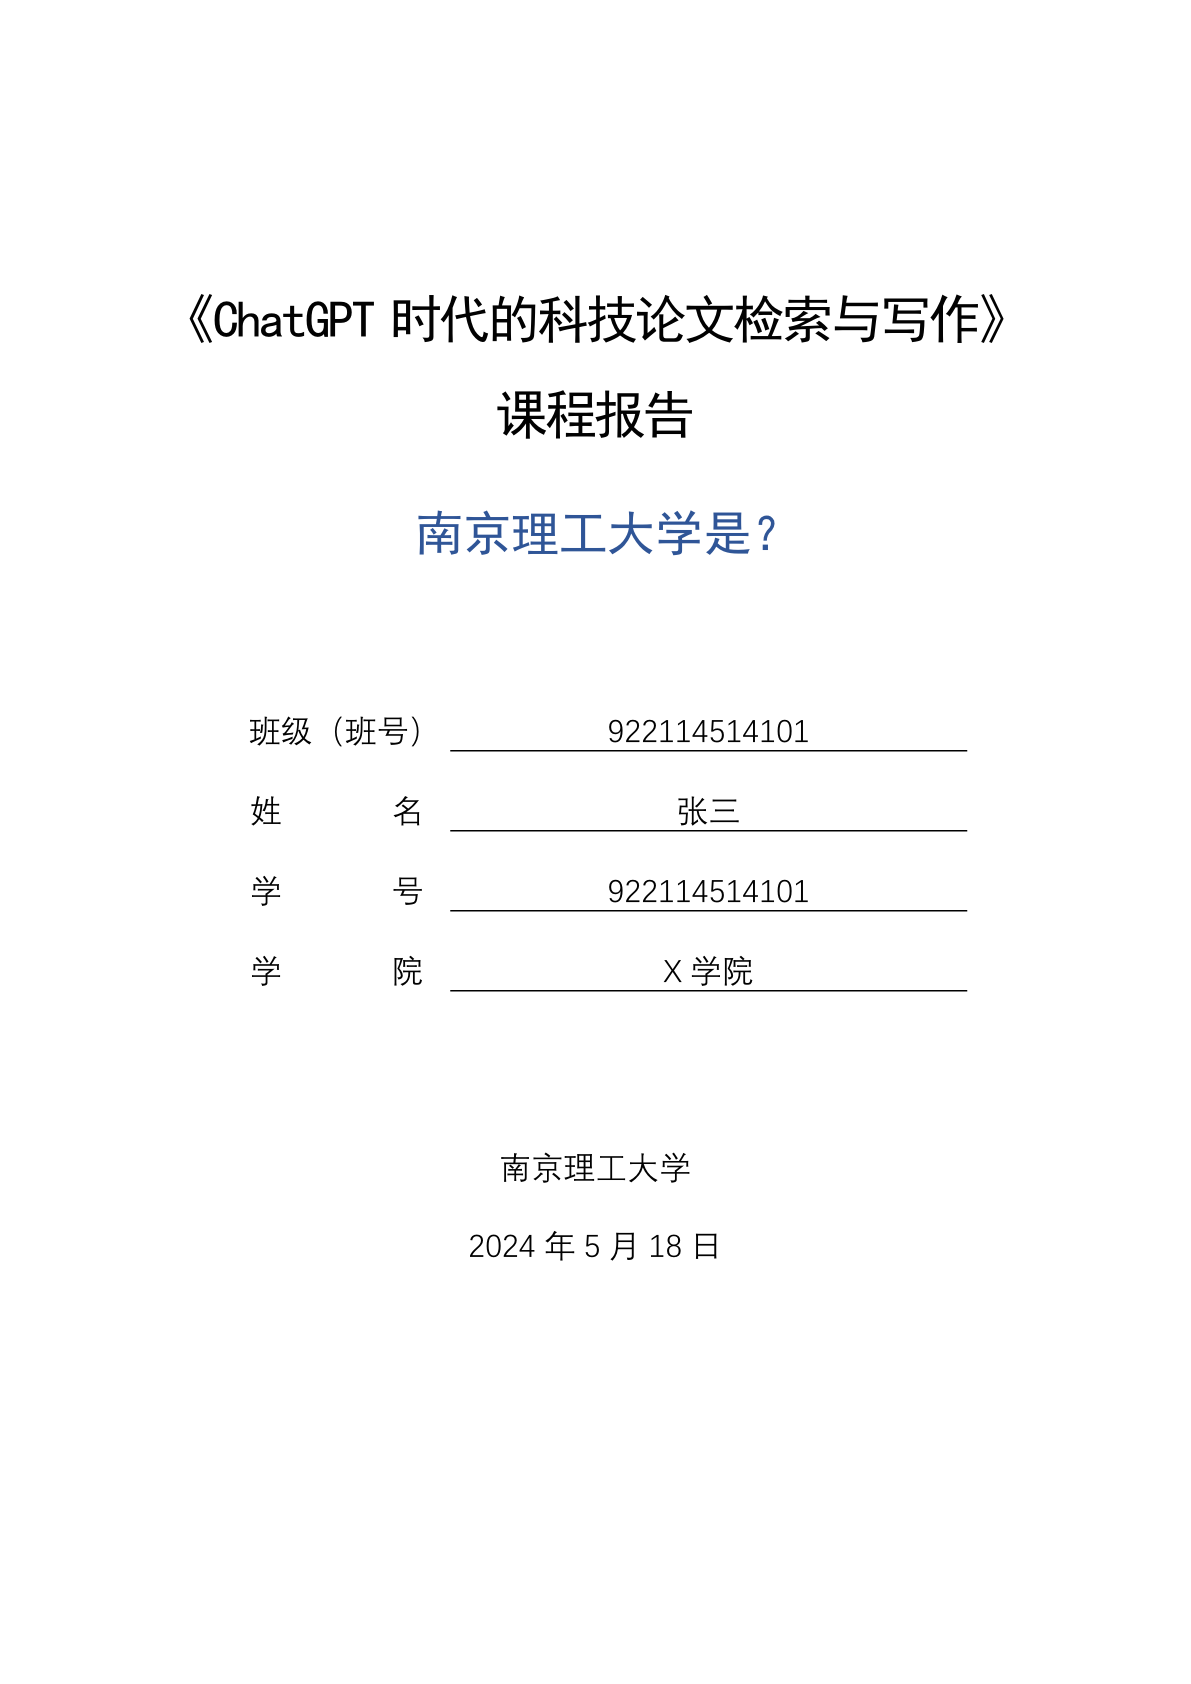 《ChatGPT 时代的科技论文检索与写作》
课程报告
南京理工大学是？
班级（班号） 922114514101
姓 名 张三
学 号 922114514101
学 院 X 学院
南京理工大学
2024 年 5 月 18 日